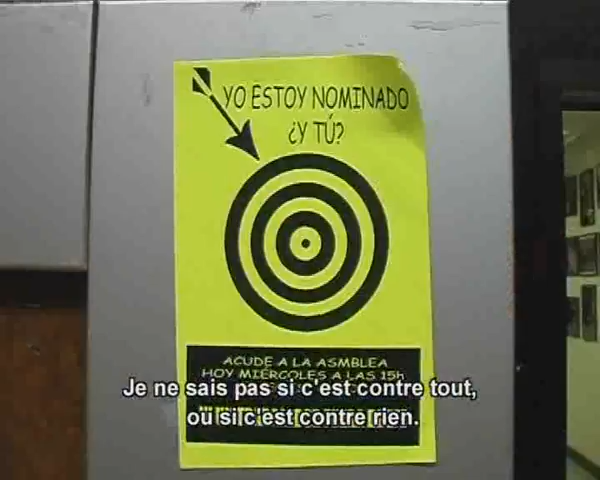 YO ESTOY NOMINADO
¿Y TÚ?
ACUDE A LA ASMBLEA
HOY MIERCOLES A LAS 15h
Je ne sais pas si c'est contre tout,
ou si c'est contre rien.